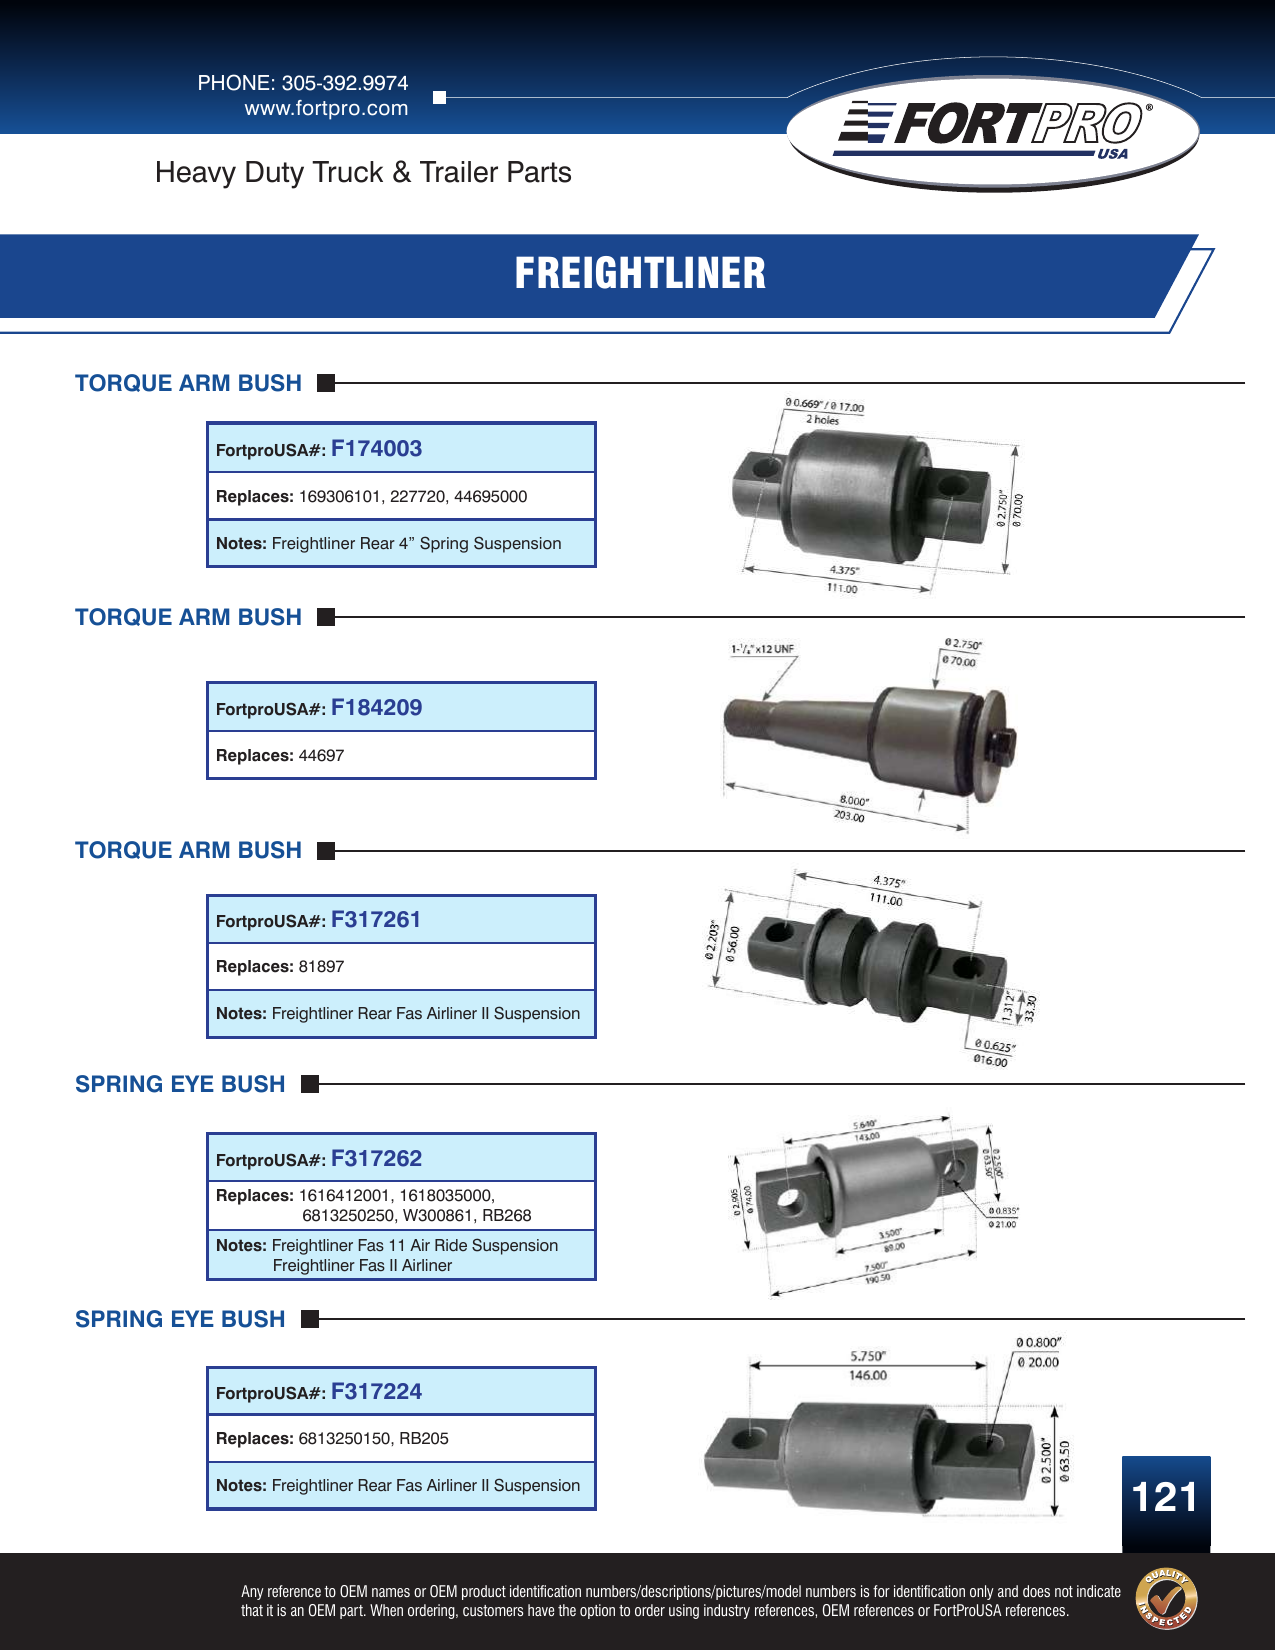 PHONE: 305-392.9974
www.fortpro.com
FORTPRO®
USA
Heavy Duty Truck & Trailer Parts
FREIGHTLINER
TORQUE ARM BUSH
FortproUSA#: F174003
Replaces: 169306101, 227720, 44695000
Notes: Freightliner Rear 4” Spring Suspension
Ø 0.669″ / Ø 17.00
2 holes
Ø 2.750″
Ø 70.00
4.375″
111.00
TORQUE ARM BUSH
FortproUSA#: F184209
Replaces: 44697
1-¹/₈″x12 UNF
Ø 2.750″
Ø 70.00
8.000″
203.00
TORQUE ARM BUSH
FortproUSA#: F317261
Replaces: 81897
Notes: Freightliner Rear Fas Airliner II Suspension
4.375″
111.00
Ø 2.203″
Ø 56.00
1.312″
33.30
Ø 0.625″
Ø16.00
SPRING EYE BUSH
FortproUSA#: F317262
Replaces: 1616412001, 1618035000,
6813250250, W300861, RB268
Notes: Freightliner Fas 11 Air Ride Suspension
Freightliner Fas II Airliner
5.640″
143.00
Ø 2.905
Ø 74.00
Ø 2.500″
Ø 63.50
Ø 0.835″
Ø 21.00
3.500″
89.00
7.500″
190.50
SPRING EYE BUSH
FortproUSA#: F317224
Replaces: 6813250150, RB205
Notes: Freightliner Rear Fas Airliner II Suspension
Ø 0.800″
Ø 20.00
5.750″
146.00
Ø 2.500″
Ø 63.50
121
Any reference to OEM names or OEM product identification numbers/descriptions/pictures/model numbers is for identification only and does not indicate
that it is an OEM part. When ordering, customers have the option to order using industry references, OEM references or FortProUSA references.
QUALITY
INSPECTED